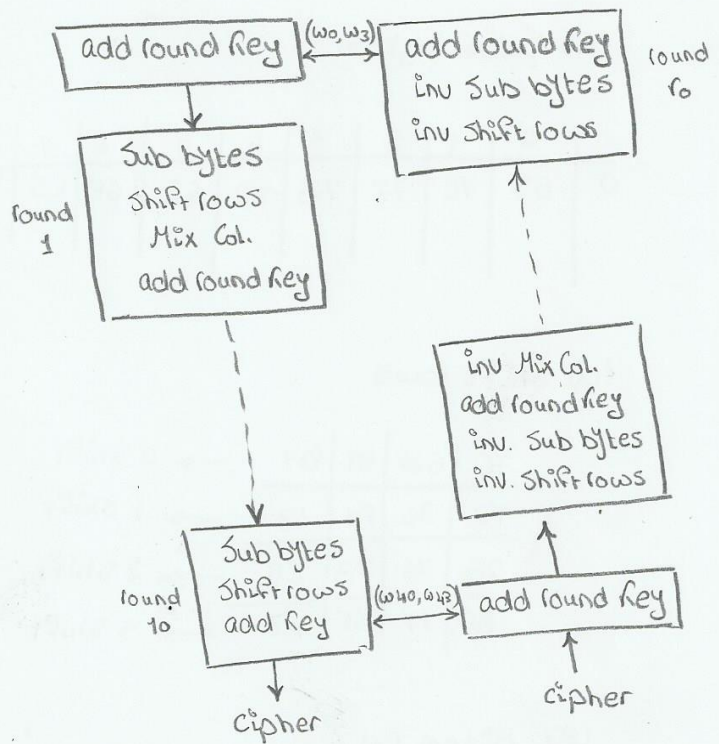 add round key
(w0,w3)
add round key
inv Sub bytes
inv Shift rows
round
r0
round
1
Sub bytes
Shift rows
Mix Col.
add round key
inv Mix Col.
add round key
inv. Sub bytes
inv. Shift rows
round
10
Sub bytes
Shift rows
add key
(w40,w43)
add round key
cipher
cipher